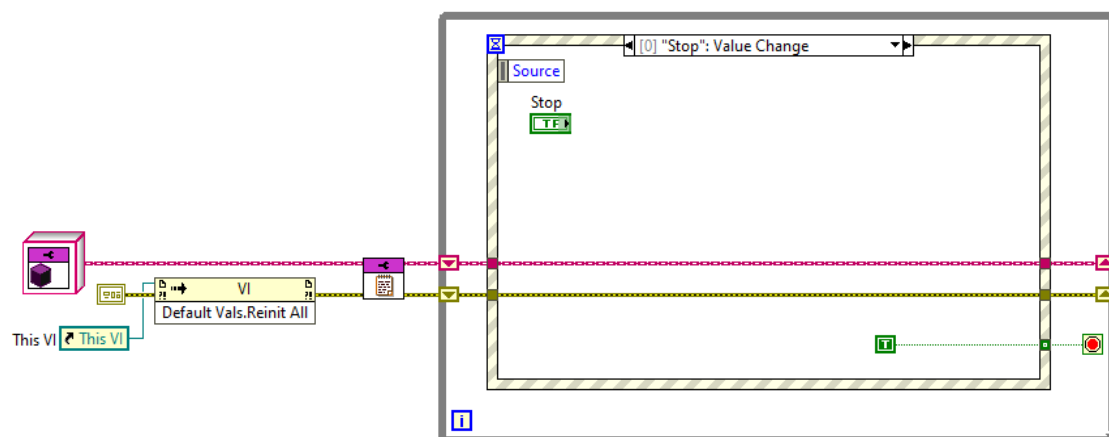 [0] "Stop": Value Change
Source
Stop
TF
VI
Default Vals.Reinit All
This VI
This VI
T
i